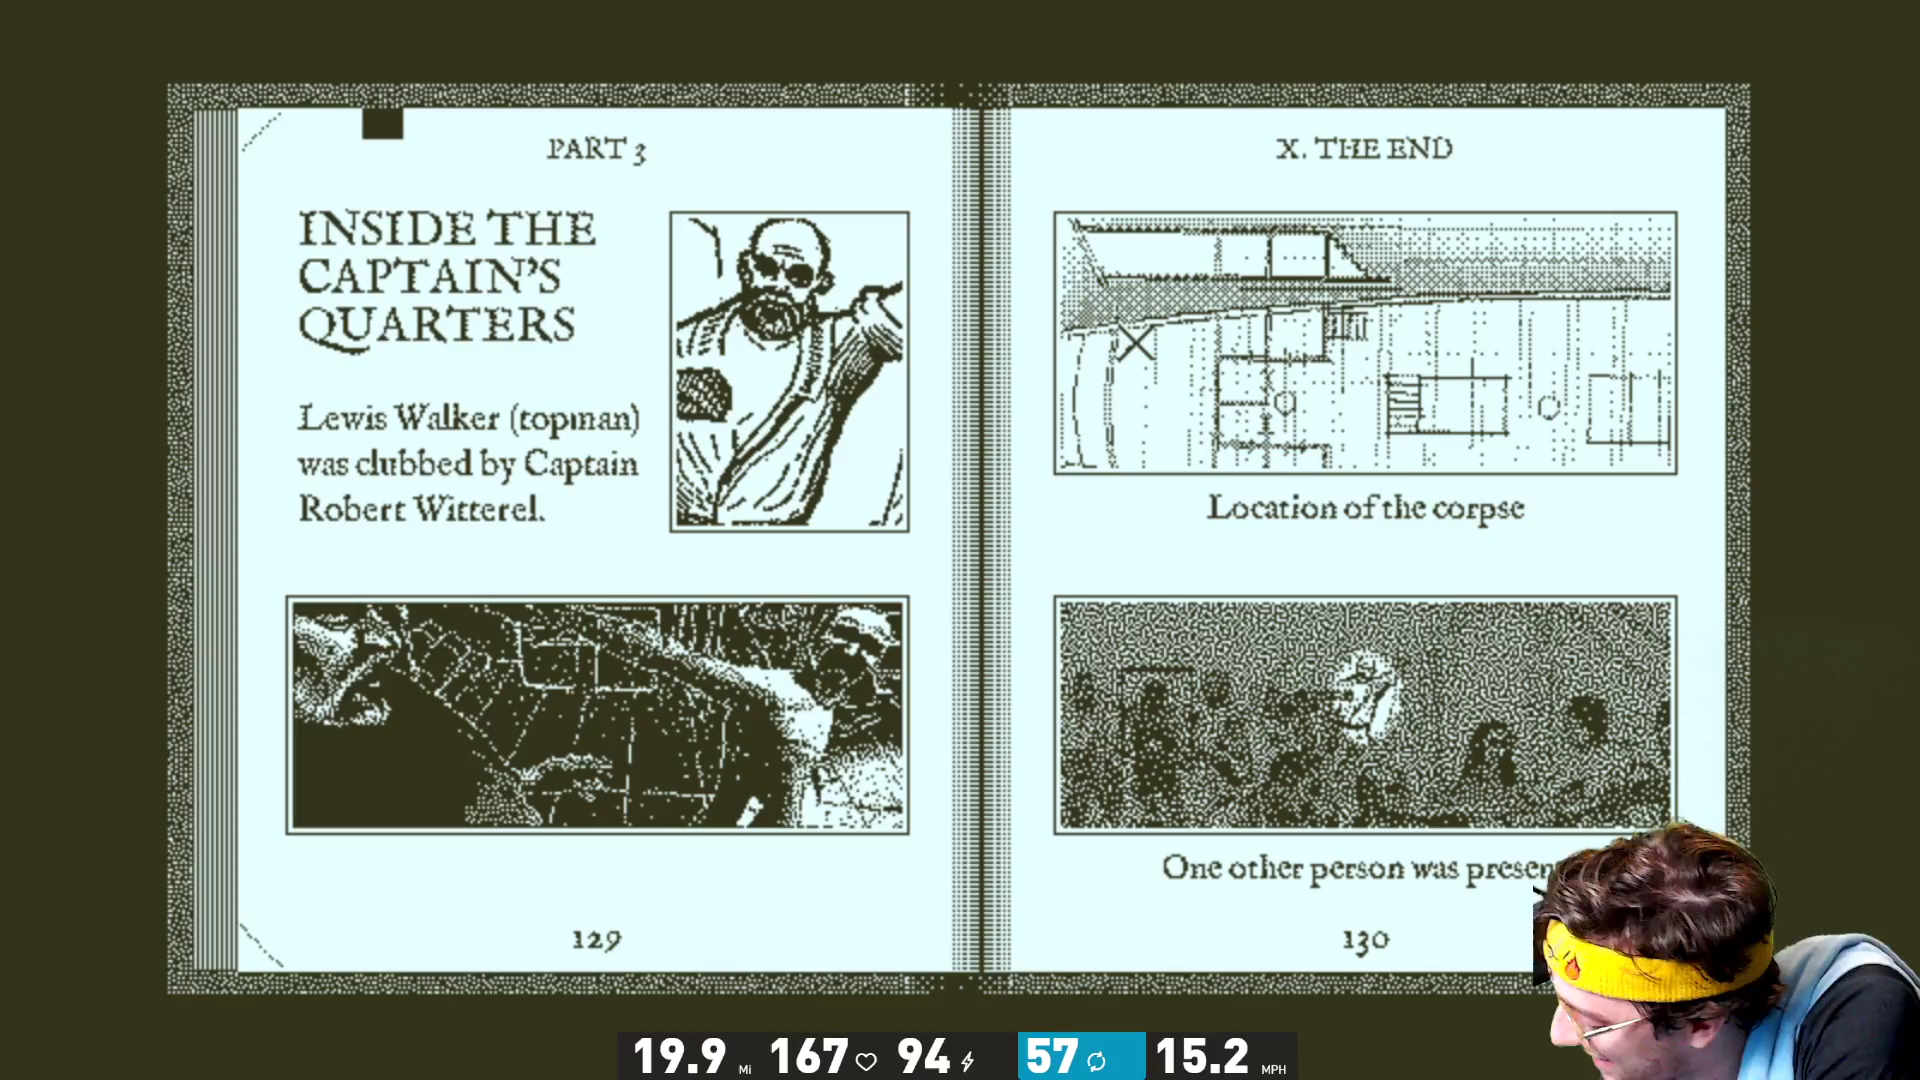 PART 3
INSIDE THE
CAPTAIN'S
QUARTERS
Lewis Walker (topman)
was clubbed by Captain
Robert Witterel.
129
X. THE END
Location of the corpse
One other person was
130
19.9 Mi 167 94 57 15.2 MPH